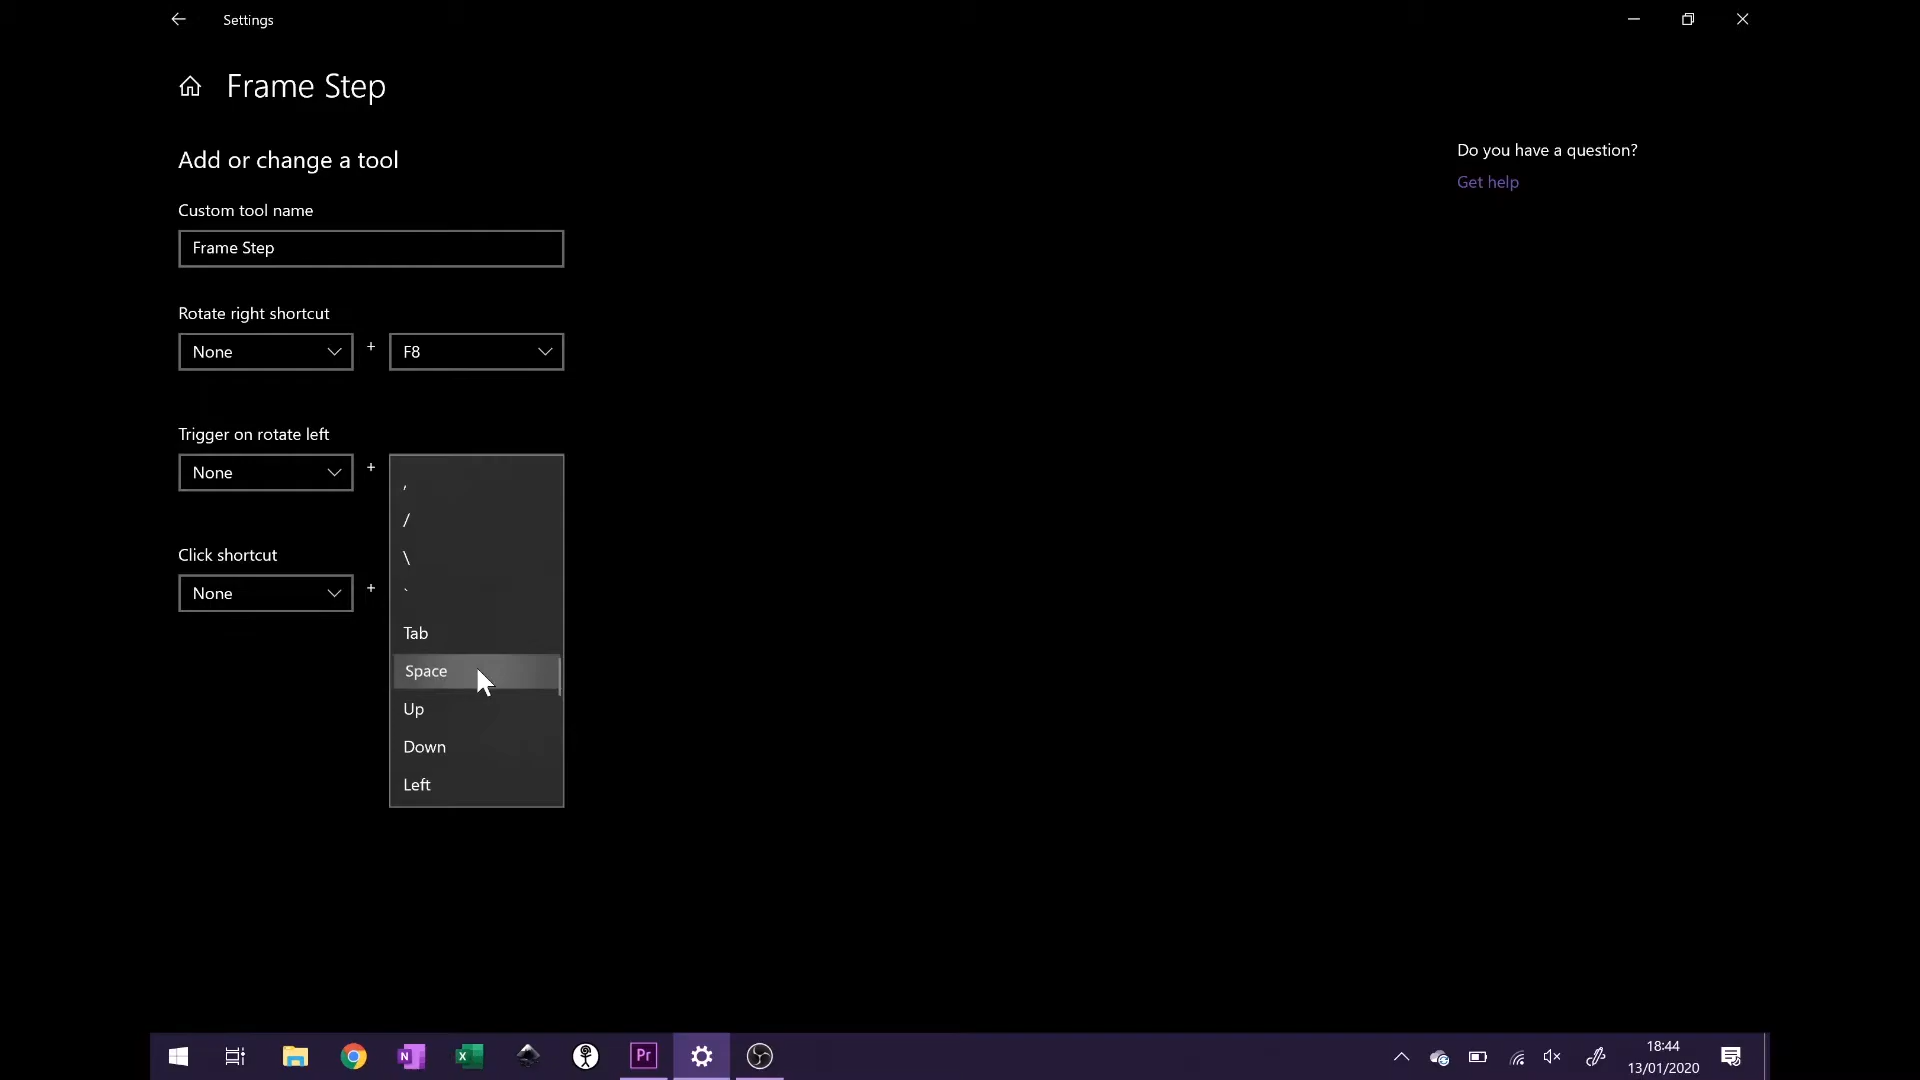 Settings
Frame Step
Add or change a tool
Do you have a question?
Get help
Custom tool name
Frame Step
Rotate right shortcut
None + F8
Trigger on rotate left
None +
,
/
\
`
Tab
Space
Up
Down
Left
Click shortcut
None +
N
X
Pr
18:44
13/01/2020